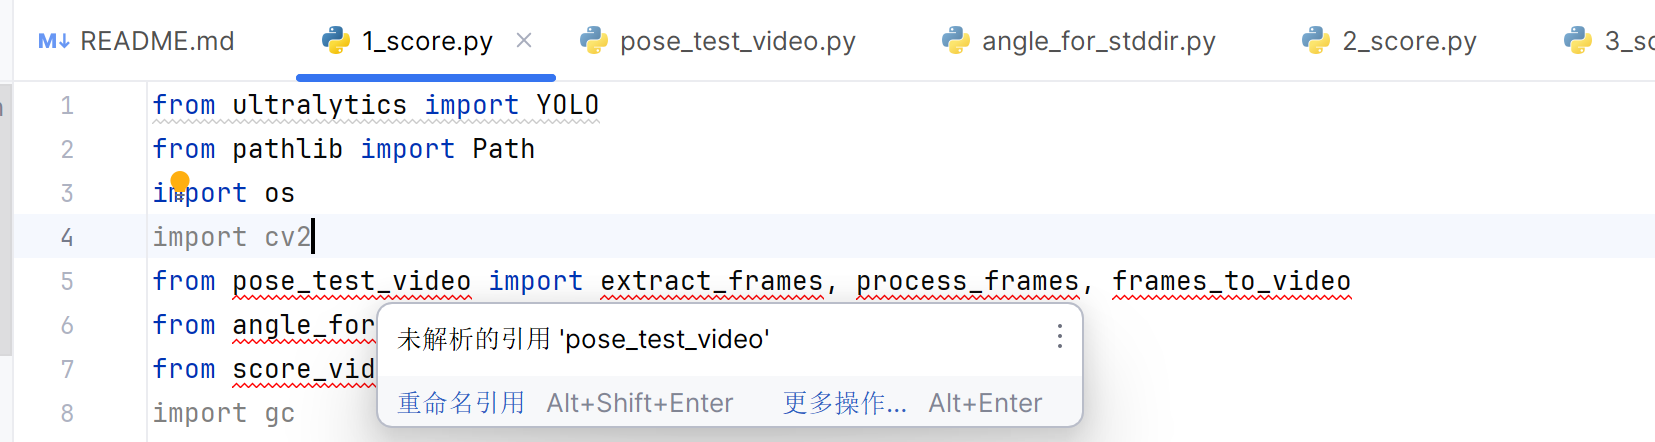 README.md 1_score.py pose_test_video.py angle_for_stddir.py 2_score.py 3_sc
1 from ultralytics import YOLO
2 from pathlib import Path
3 import os
4 import cv2
5 from pose_test_video import extract_frames, process_frames, frames_to_video
6 from angle_for
未解析的引用 'pose_test_video'
7 from score_vid
重命名引用 Alt+Shift+Enter 更多操作... Alt+Enter
8 import gc